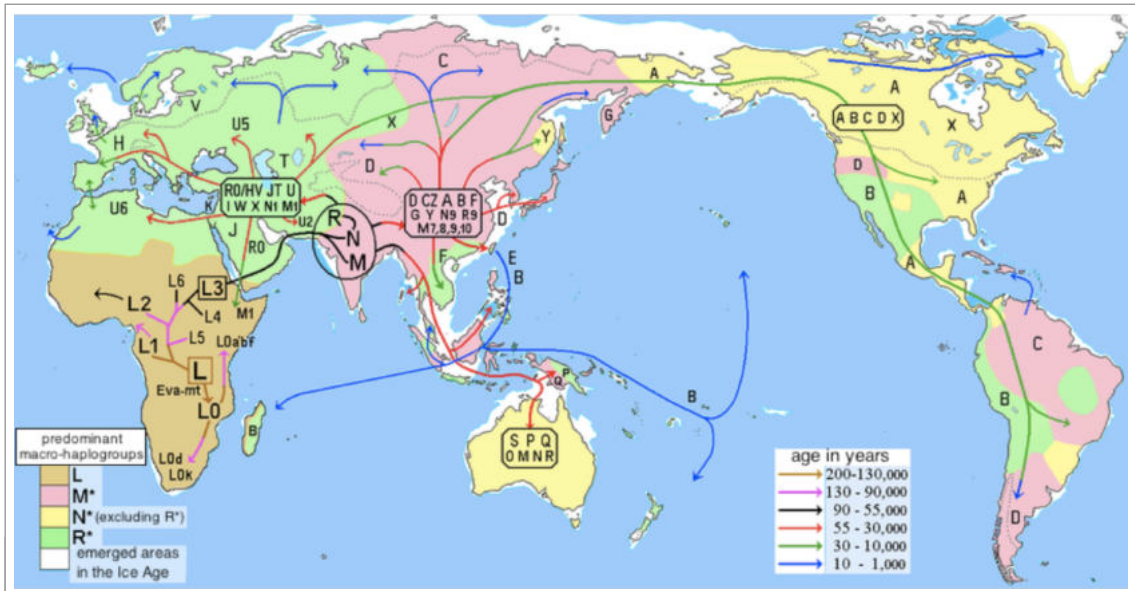 C
A
A
V
U5
H
T
X
D
G
Y
A B C D X
X
D
B
A
R0/HV JT U
I W X N1 M1
D CZ A B F
G Y N9 R9
M7,8,9,10
D
K
U2
U6
J
R0
R
N
M
F
E
B
A
L6
L3
L2
L4
M1
L5
L1
L0abf
L
Eva-mt
L0
B
L0d
L0k
P
Q
B
S P Q
O M N R
C
B
D
predominant
macro-haplogroups
L
M*
N* (excluding R*)
R*
emerged areas
in the Ice Age
age in years
200-130,000
130 - 90,000
90 - 55,000
55 - 30,000
30 - 10,000
10 - 1,000